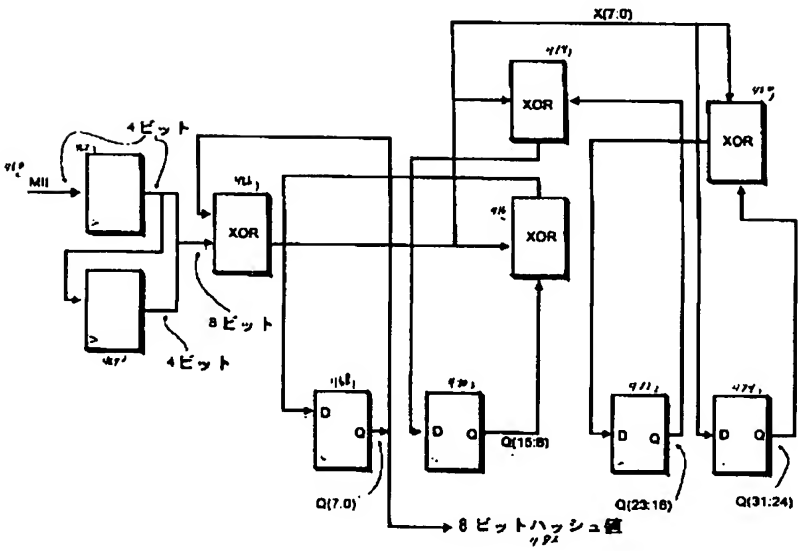 X(7:0)
XOR
XOR
4ビット
MII
XOR
XOR
8ビット
4ビット
468
D
Q
D
Q
D
Q
D
Q
Q(15:8)
Q(7:0)
Q(23:16)
Q(31:24)
8 ビットハッシュ値